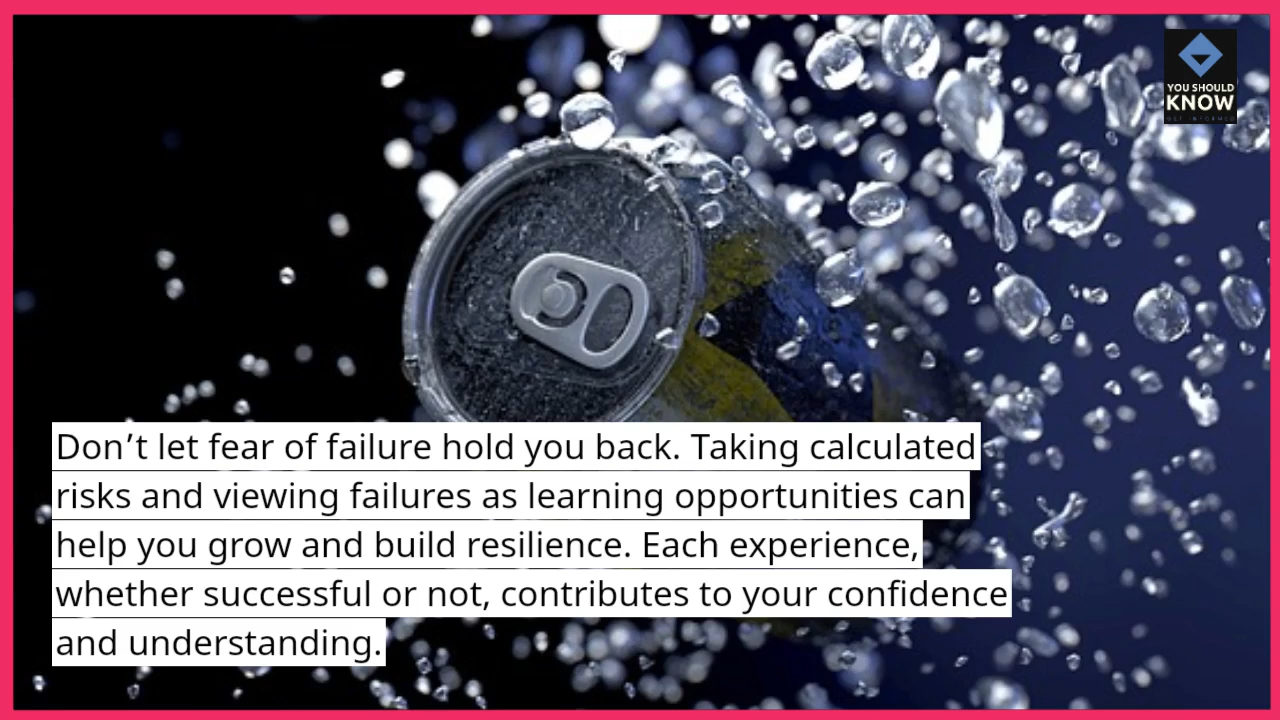 YOU SHOULD
KNOW
GET INFORMED
Don’t let fear of failure hold you back. Taking calculated
risks and viewing failures as learning opportunities can
help you grow and build resilience. Each experience,
whether successful or not, contributes to your confidence
and understanding.